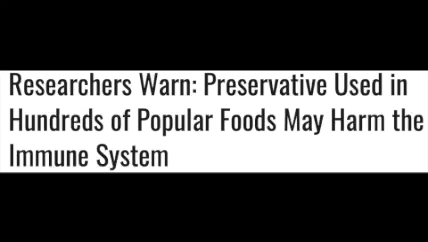 Researchers Warn: Preservative Used in
Hundreds of Popular Foods May Harm the
Immune System